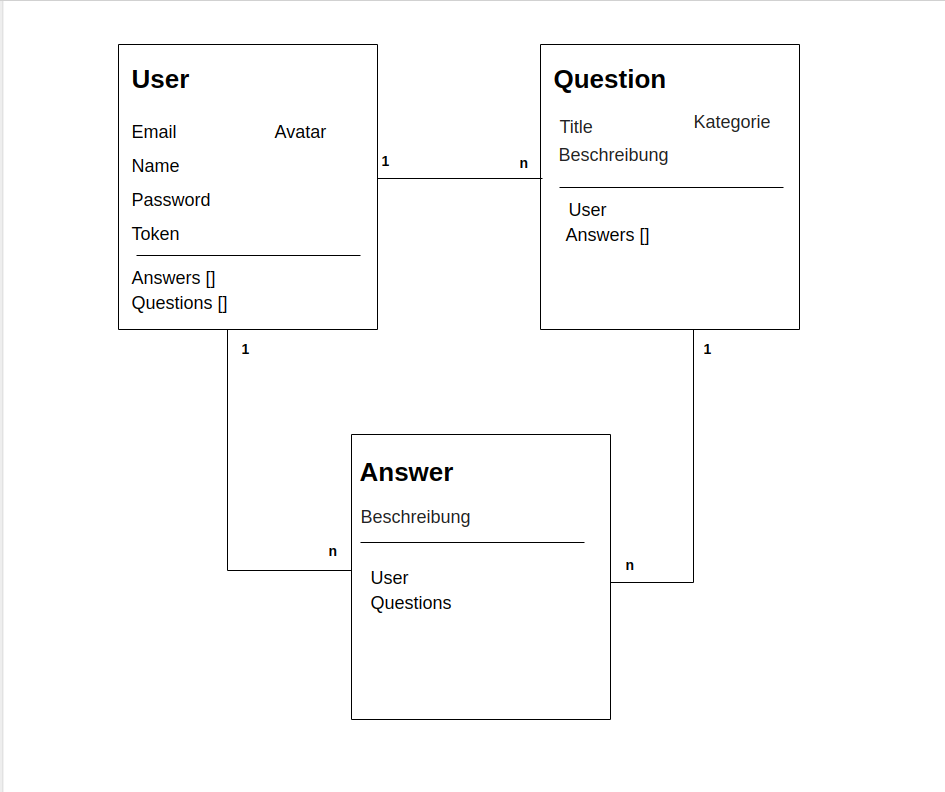 User
Email
Avatar
Name
Password
Token
Answers []
Questions []
1
n
Question
Title
Kategorie
Beschreibung
User
Answers []
1
1
Answer
Beschreibung
User
Questions
n
n